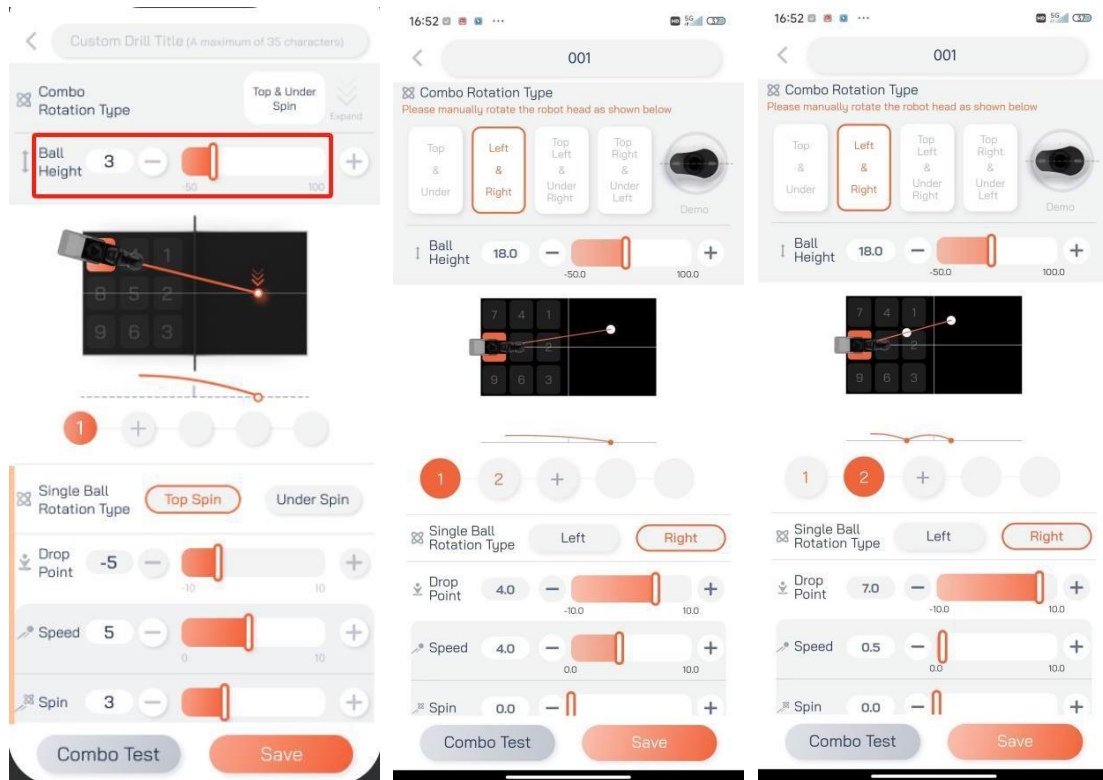 Custom Drill Title (A maximum of 35 characters)
Combo
Rotation Type
Top & Under
Spin
Expand
Ball
Height
3
-50
100
4
1
8
5
2
9
6
3
1
+
Single Ball
Rotation Type
Top Spin
Under Spin
Drop
Point
-5
-10
10
Speed
5
0
10
Spin
3
Combo Test
Save
16:52
HD 5G
001
Combo Rotation Type
Please manually rotate the robot head as shown below
Top
&
Under
Left
&
Right
Top
Left
&
Under
Right
Top
Right
&
Under
Left
Demo
Ball
Height
18.0
-50.0
100.0
7
4
1
2
9
6
3
1
2
+
Single Ball
Rotation Type
Left
Right
Drop
Point
4.0
-10.0
10.0
Speed
4.0
0.0
10.0
Spin
0.0
Combo Test
Save
16:52
HD 5G
001
Combo Rotation Type
Please manually rotate the robot head as shown below
Top
&
Under
Left
&
Right
Top
Left
&
Under
Right
Top
Right
&
Under
Left
Demo
Ball
Height
18.0
-50.0
100.0
7
4
1
2
9
6
3
1
2
+
Single Ball
Rotation Type
Left
Right
Drop
Point
7.0
-10.0
10.0
Speed
0.5
0.0
10.0
Spin
0.0
Combo Test
Save